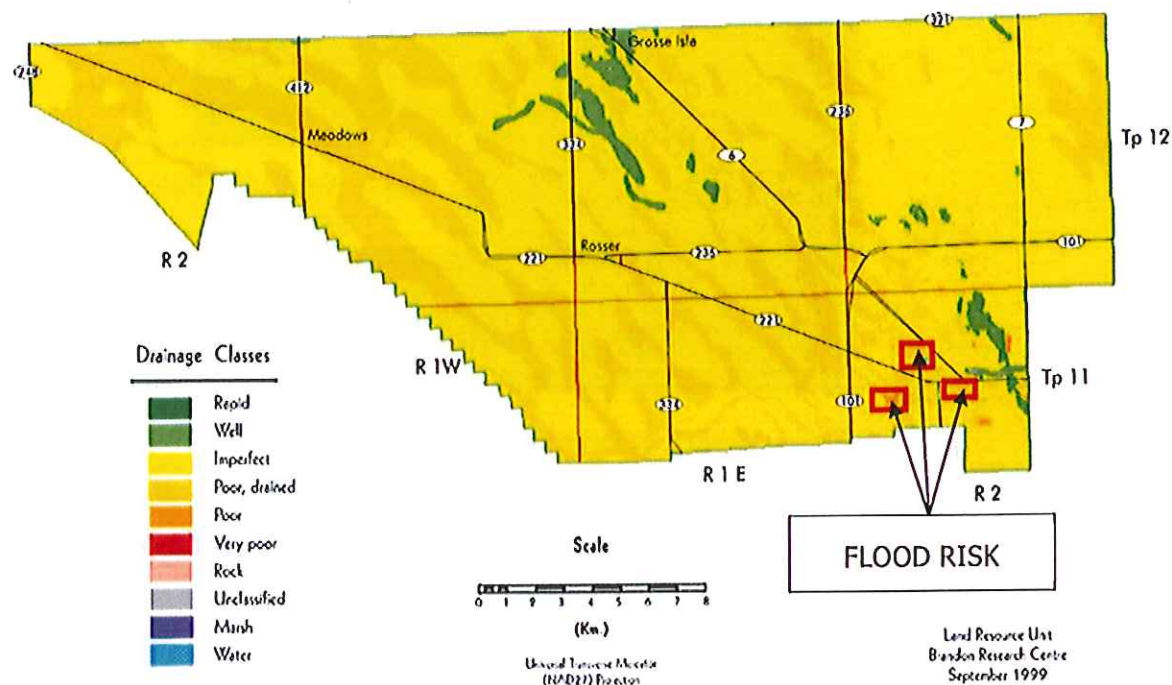 321
Grosse Isle
248
412
Meadows
334
236
7
Tp 12
6
R 2
Rosser
221
236
101
R 1W
221
Tp 11
334
101
R 1 E
R 2
Drainage Classes
Rapid
Well
Imperfect
Poor, drained
Poor
Very poor
Rock
Unclassified
Marsh
Water
Scale
0 1 2 3 4 5 6 7 8
(Km.)
Universal Transverse Mercator
(NAD27) Projection
FLOOD RISK
Land Resource Unit
Brandon Research Centre
September 1999